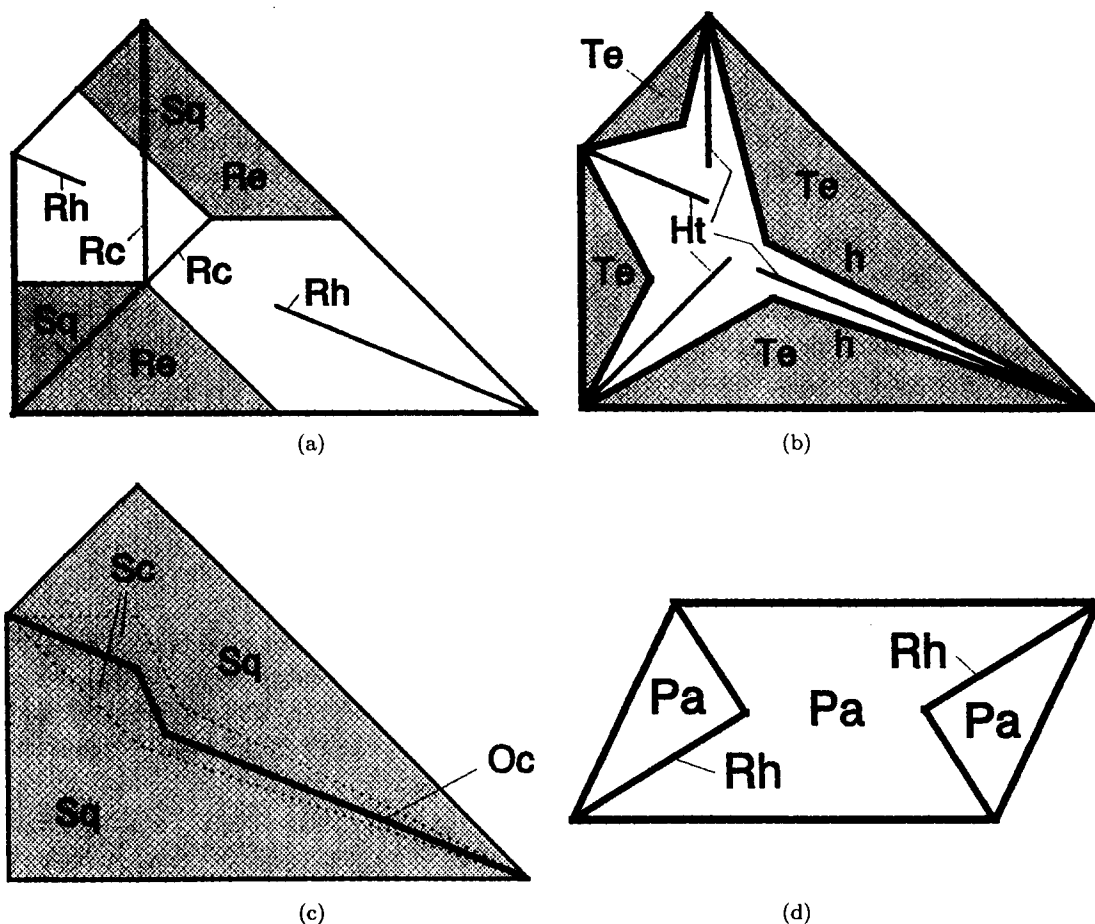 Sq
Re
Rh
Rc
Rc
Rh
Sq
Re
(a)
Te
Te
Ht
Te
h
Te
h
(b)
Sc
Sq
Oc
Sq
(c)
Rh
Pa
Pa
Pa
Rh
(d)